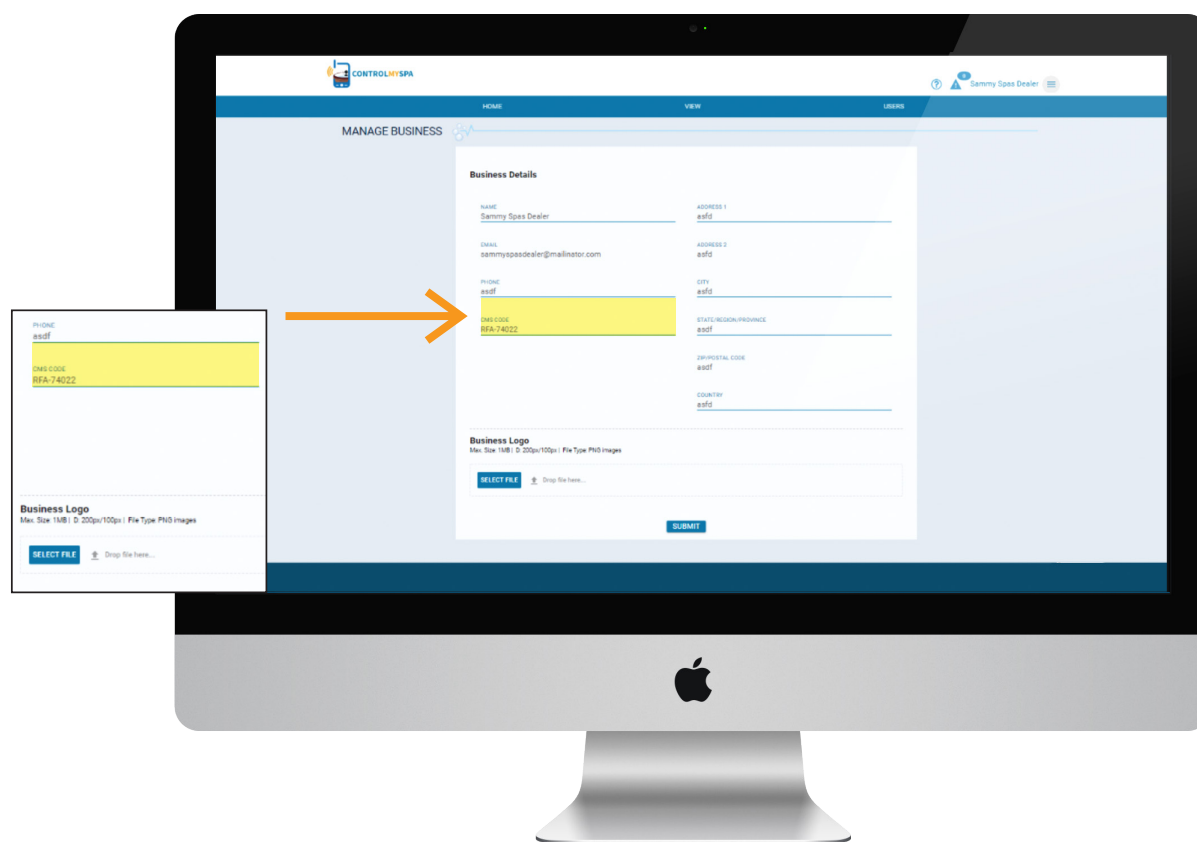 CONTROLMYSPA
Sammy Spas Dealer
HOME VIEW USERS
MANAGE BUSINESS
Business Details
NAME
Sammy Spas Dealer
ADDRESS 1
asfd
EMAIL
sammyspasdealer@mailinator.com
ADDRESS 2
asfd
PHONE
asdf
CITY
asfd
CMS CODE
RFA-74022
STATE/REGION/PROVINCE
asdf
ZIP/POSTAL CODE
asdf
COUNTRY
asfd
Business Logo
Max. Size: 1MB | D: 200px/100px | File Type: PNG images
SELECT FILE Drop file here...
SUBMIT
PHONE
asdf
CMS CODE
RFA-74022
Business Logo
Max. Size: 1MB | D: 200px/100px | File Type: PNG images
SELECT FILE Drop file here...